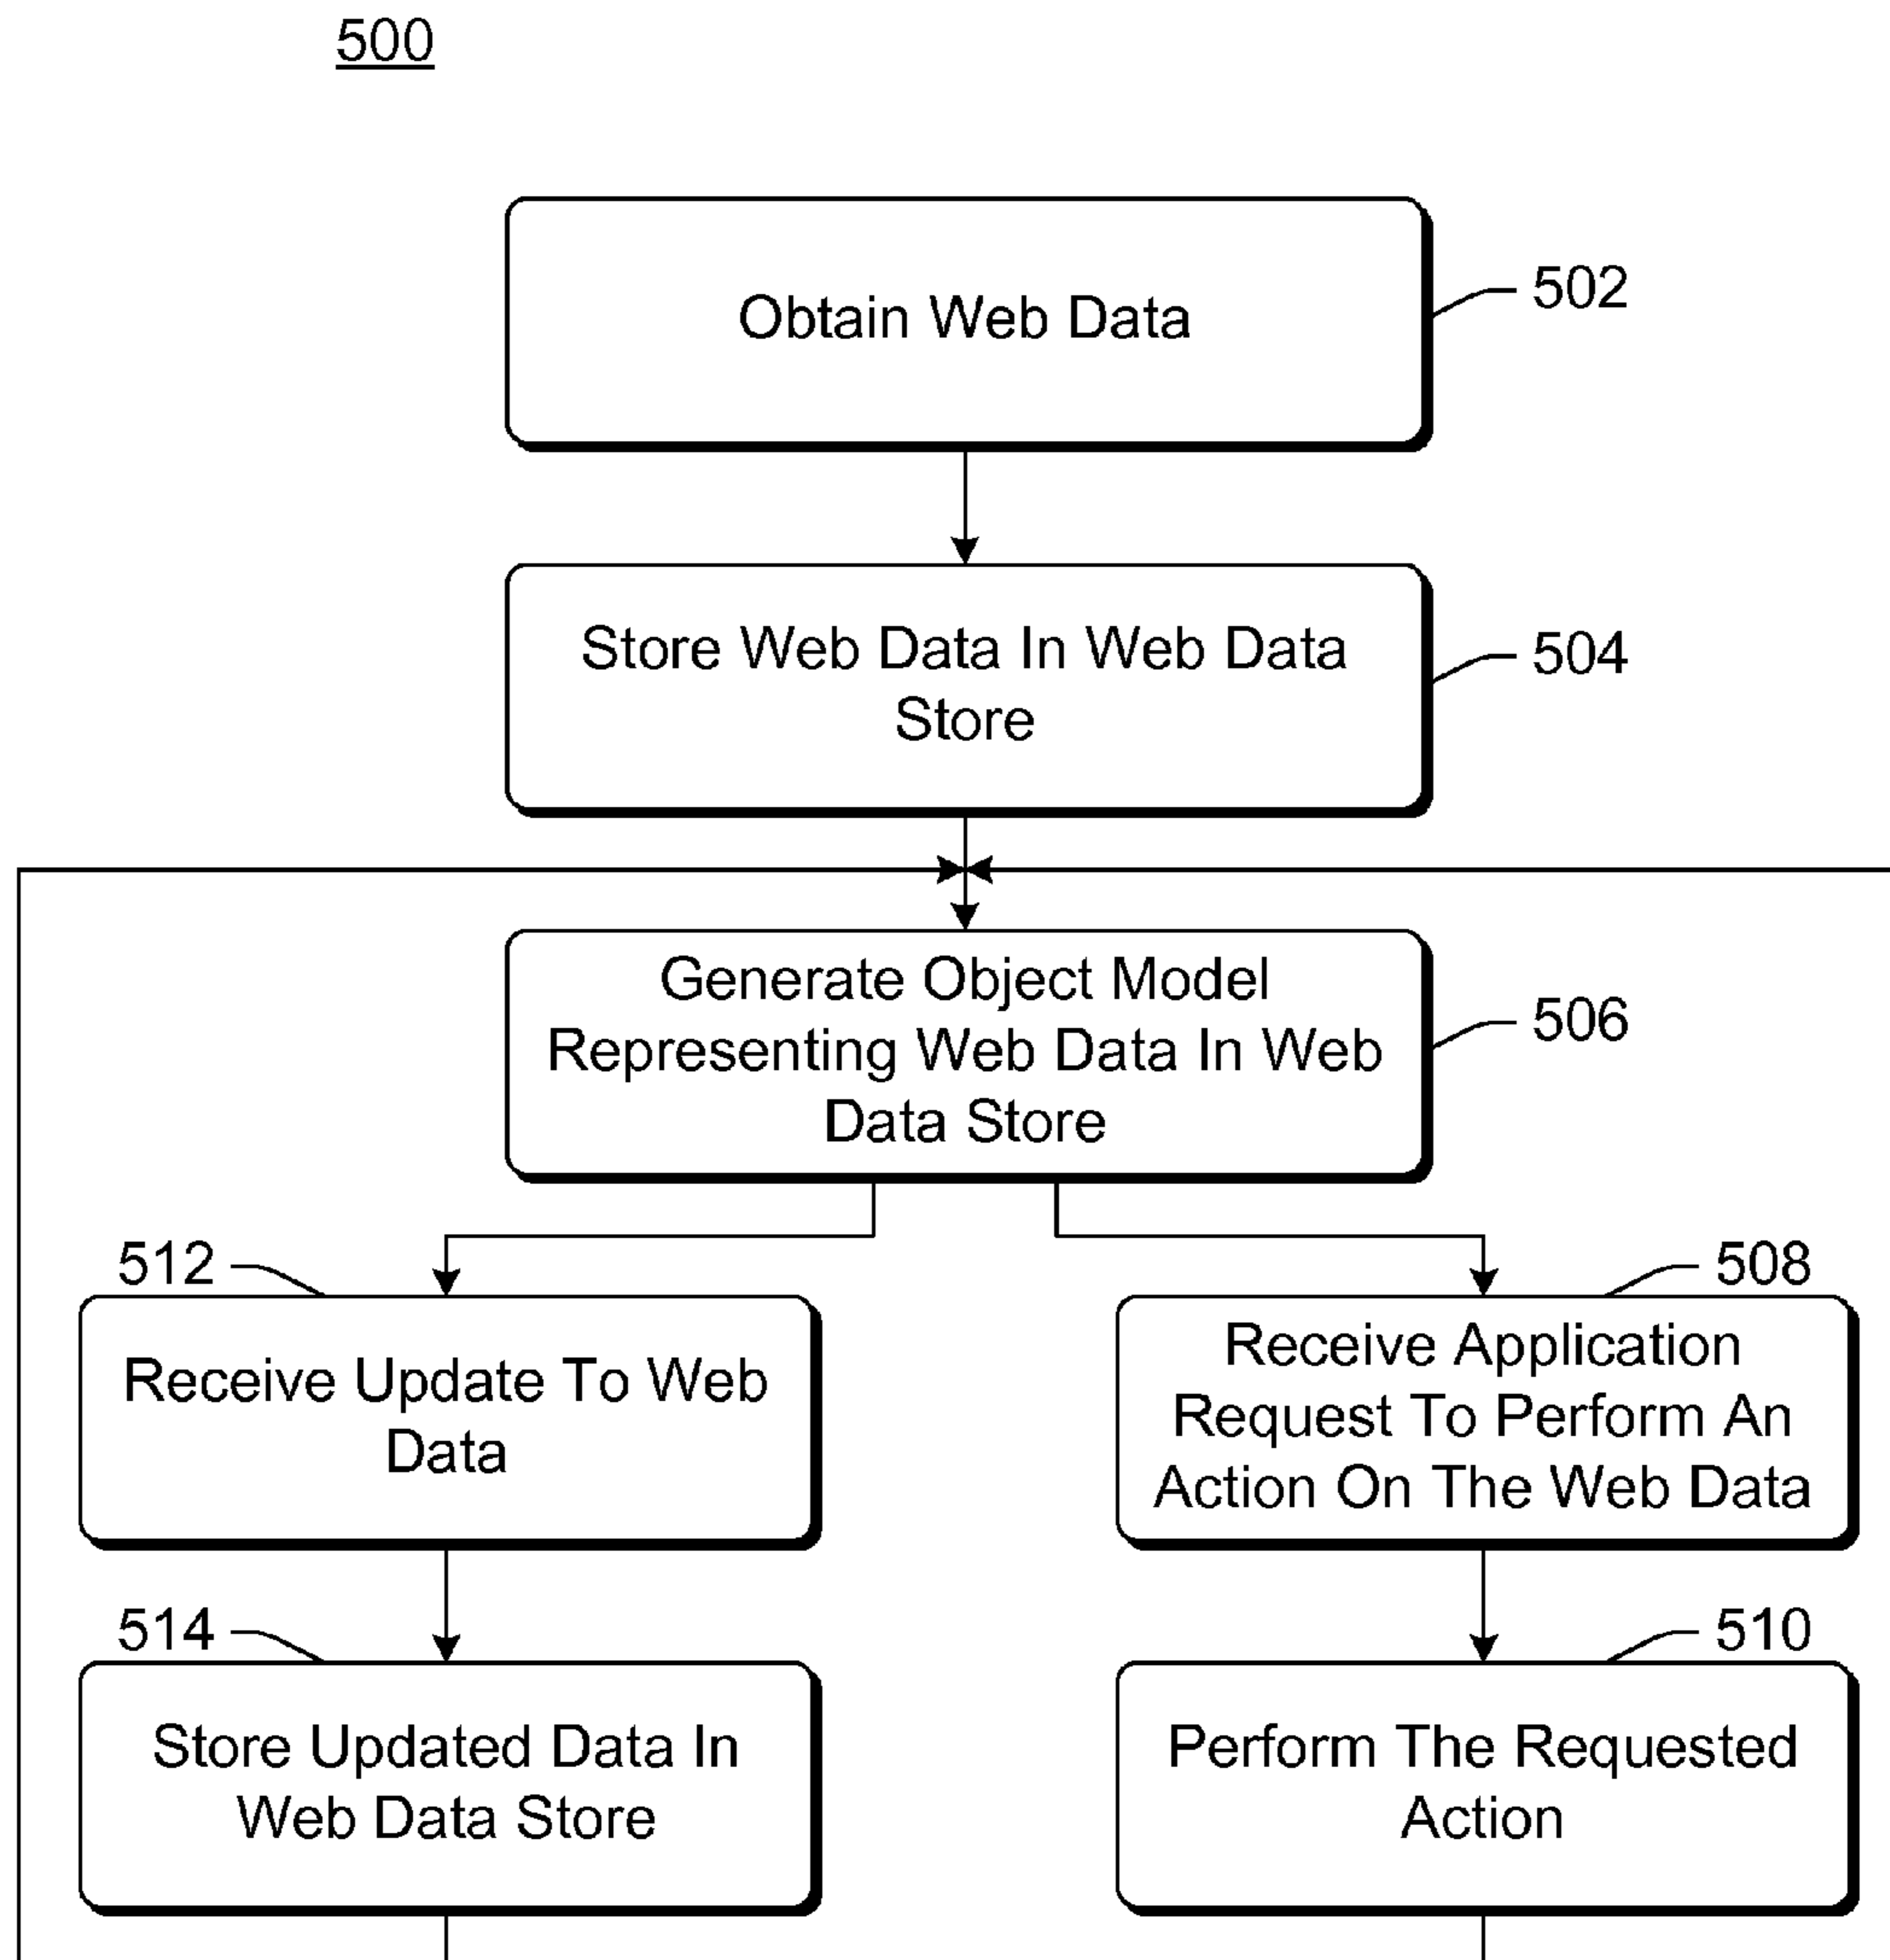 500
Obtain Web Data
502
Store Web Data In Web Data
Store
504
Generate Object Model
Representing Web Data In Web
Data Store
506
512
Receive Update To Web
Data
508
Receive Application
Request To Perform An
Action On The Web Data
514
Store Updated Data In
Web Data Store
510
Perform The Requested
Action